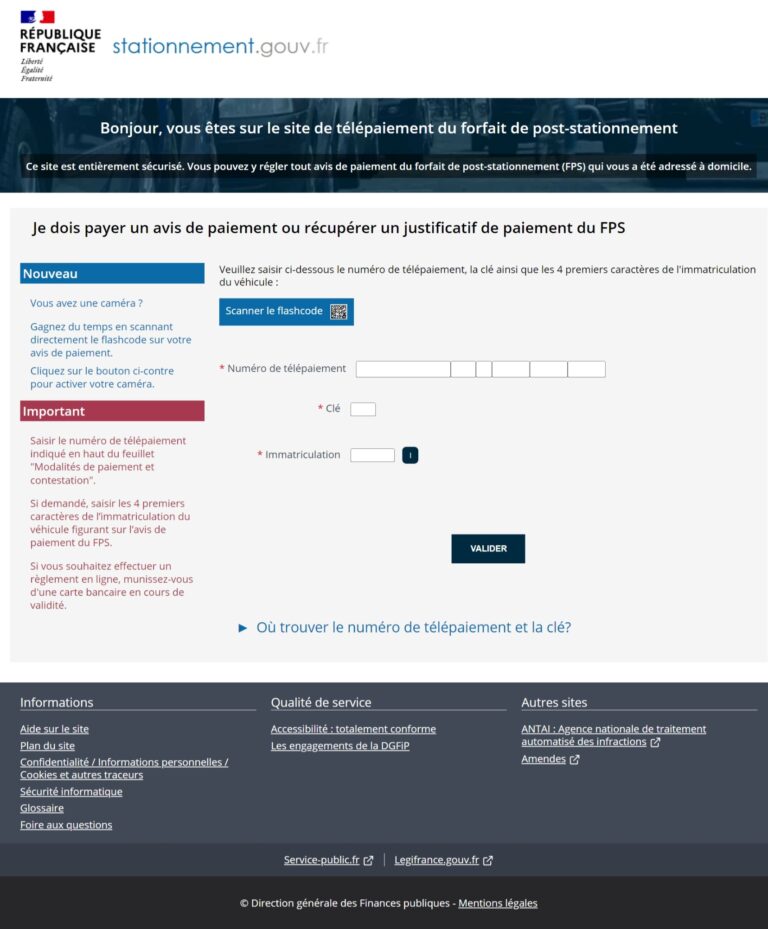 RÉPUBLIQUE
FRANÇAISE
Liberté
Égalité
Fraternité
stationnement.gouv.fr
Bonjour, vous êtes sur le site de télépaiement du forfait de post-stationnement
Ce site est entièrement sécurisé. Vous pouvez y régler tout avis de paiement du forfait de post-stationnement (FPS) qui vous a été adressé à domicile.
Je dois payer un avis de paiement ou récupérer un justificatif de paiement du FPS
Nouveau
Vous avez une caméra ?
Gagnez du temps en scannant
directement le flashcode sur votre
avis de paiement.
Cliquez sur le bouton ci-contre
pour activer votre caméra.
Important
Saisir le numéro de télépaiement
indiqué en haut du feuillet
"Modalités de paiement et
contestation".
Si demandé, saisir les 4 premiers
caractères de l'immatriculation du
véhicule figurant sur l'avis de
paiement du FPS.
Si vous souhaitez effectuer un
règlement en ligne, munissez-vous
d'une carte bancaire en cours de
validité.
Veuillez saisir ci-dessous le numéro de télépaiement, la clé ainsi que les 4 premiers caractères de l'immatriculation
du véhicule :
Scanner le flashcode
* Numéro de télépaiement
* Clé
* Immatriculation
I
VALIDER
► Où trouver le numéro de télépaiement et la clé?
Informations
Aide sur le site
Plan du site
Confidentialité / Informations personnelles /
Cookies et autres traceurs
Sécurité informatique
Glossaire
Foire aux questions
Qualité de service
Accessibilité : totalement conforme
Les engagements de la DGFiP
Autres sites
ANTAI : Agence nationale de traitement
automatisé des infractions
Amendes
Service-public.fr | Legifrance.gouv.fr
© Direction générale des Finances publiques - Mentions légales